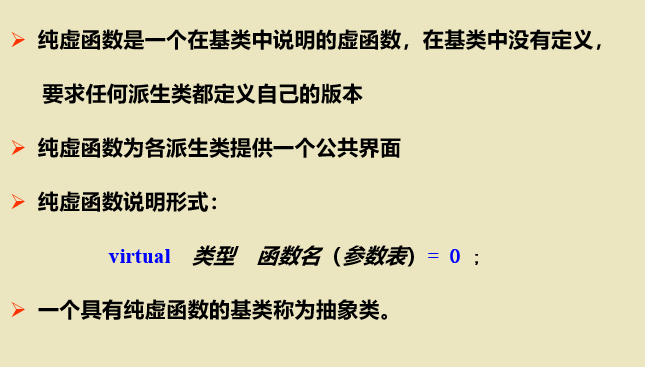 纯虚函数是一个在基类中说明的虚函数，在基类中没有定义，
要求任何派生类都定义自己的版本
纯虚函数为各派生类提供一个公共界面
纯虚函数说明形式：
virtual 类型 函数名（参数表）= 0 ；
一个具有纯虚函数的基类称为抽象类。